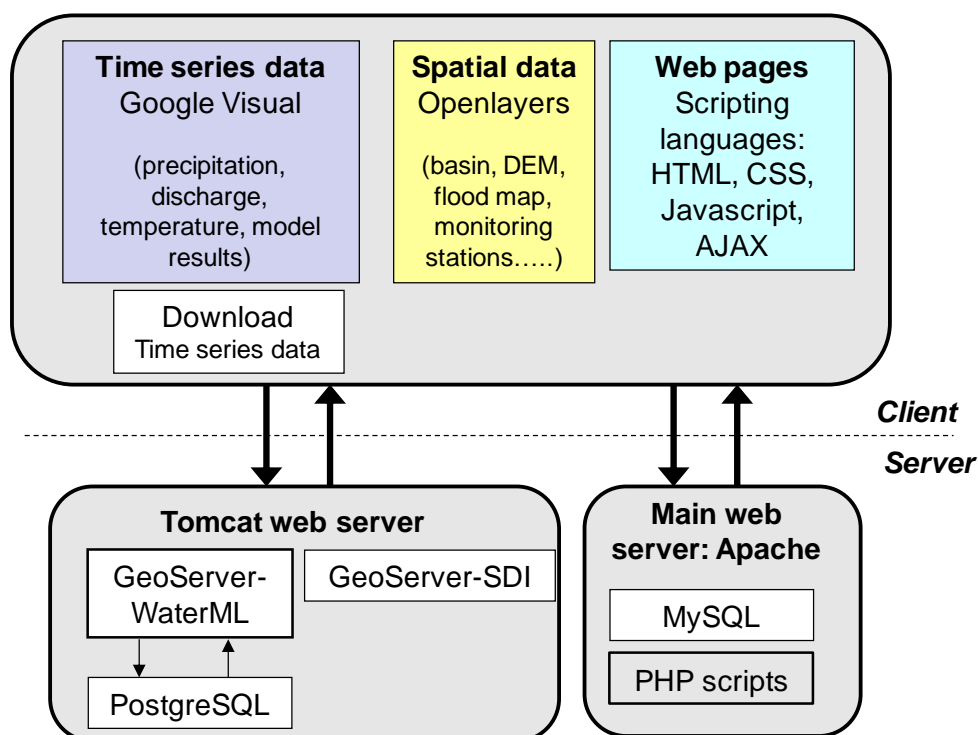 Time series data
Google Visual
(precipitation,
discharge,
temperature, model
results)
Download
Time series data
Spatial data
Openlayers
(basin, DEM,
flood map,
monitoring
stations…..)
Web pages
Scripting
languages:
HTML, CSS,
Javascript,
AJAX
Client
Server
Tomcat web server
GeoServer-
WaterML
GeoServer-SDI
PostgreSQL
Main web
server: Apache
MySQL
PHP scripts